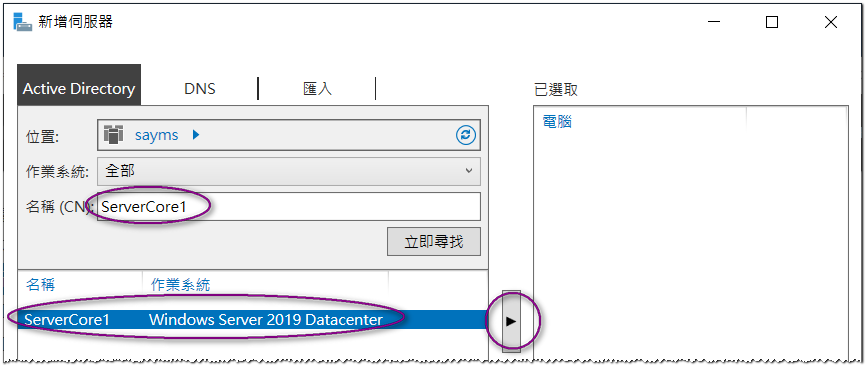 新增伺服器
Active Directory
DNS
匯入
已選取
位置:
sayms
電腦
作業系統:
全部
名稱 (CN):
ServerCore1
立即尋找
名稱
作業系統
ServerCore1
Windows Server 2019 Datacenter